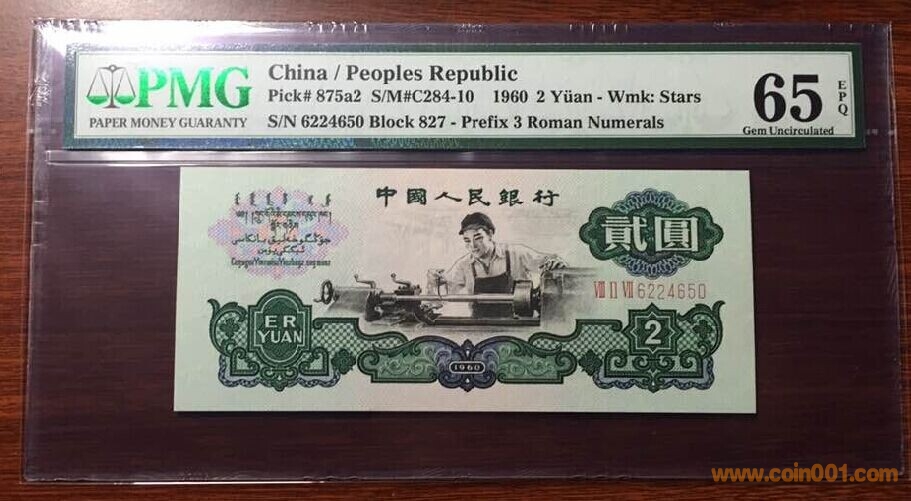 PMG
PAPER MONEY GUARANTY
China / Peoples Republic
Pick# 875a2 S/M#C284-10 1960 2 Yüan - Wmk: Stars
S/N 6224650 Block 827 - Prefix 3 Roman Numerals
65
EPQ
Gem Uncirculated
中國人民銀行
貳圓
VIII II VII 6224650
ER
YUAN
1960
2
www.coin001.com